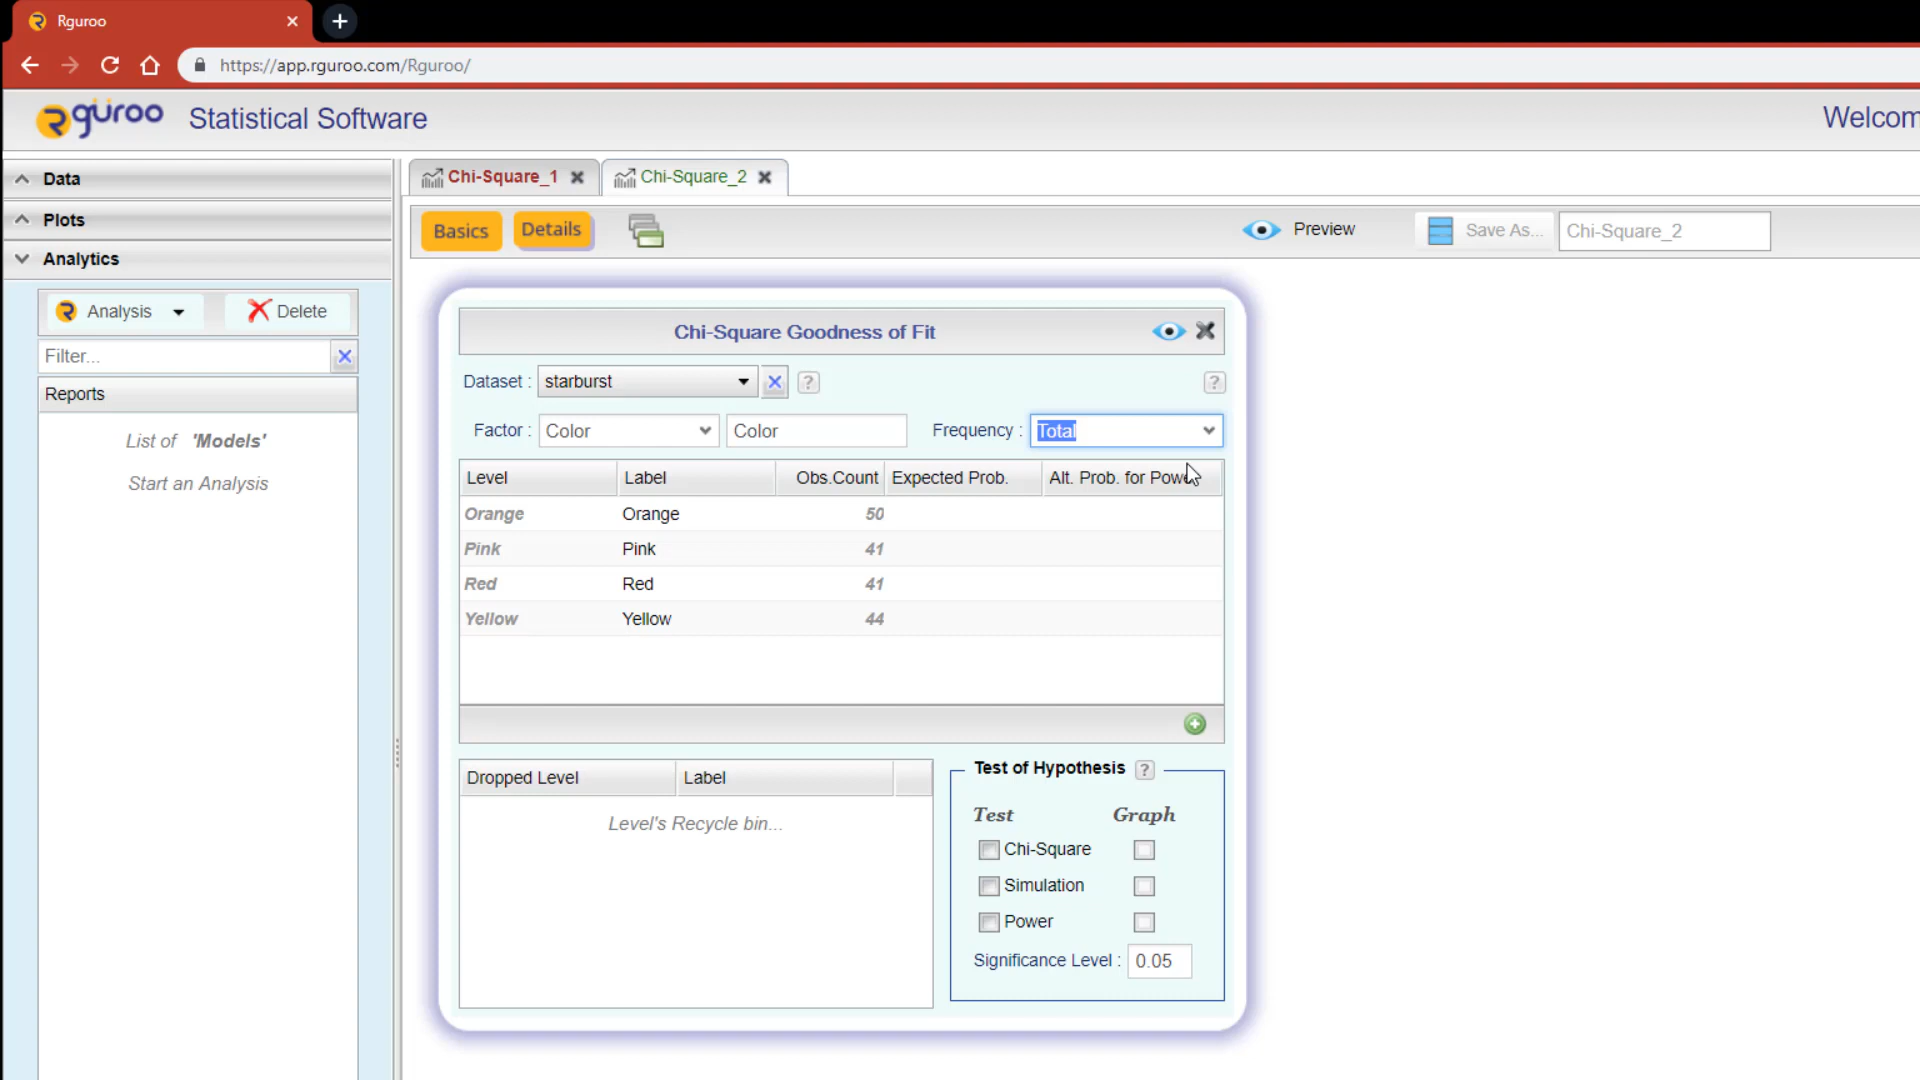 Rguroo
https://app.rguroo.com/Rguroo/
Rguroo Statistical Software
Welcom
Data
Plots
Analytics
Analysis Delete
Filter...
Reports
List of 'Models'
Start an Analysis
Chi-Square_1 Chi-Square_2
Basics Details Preview Save As... Chi-Square_2
Chi-Square Goodness of Fit
Dataset : starburst ? ?
Factor : Color Color Frequency : Total
Level Label Obs.Count Expected Prob. Alt. Prob. for Power
Orange Orange 50
Pink Pink 41
Red Red 41
Yellow Yellow 44
Dropped Level Label
Level's Recycle bin...
Test of Hypothesis ?
Test Graph
Chi-Square
Simulation
Power
Significance Level : 0.05